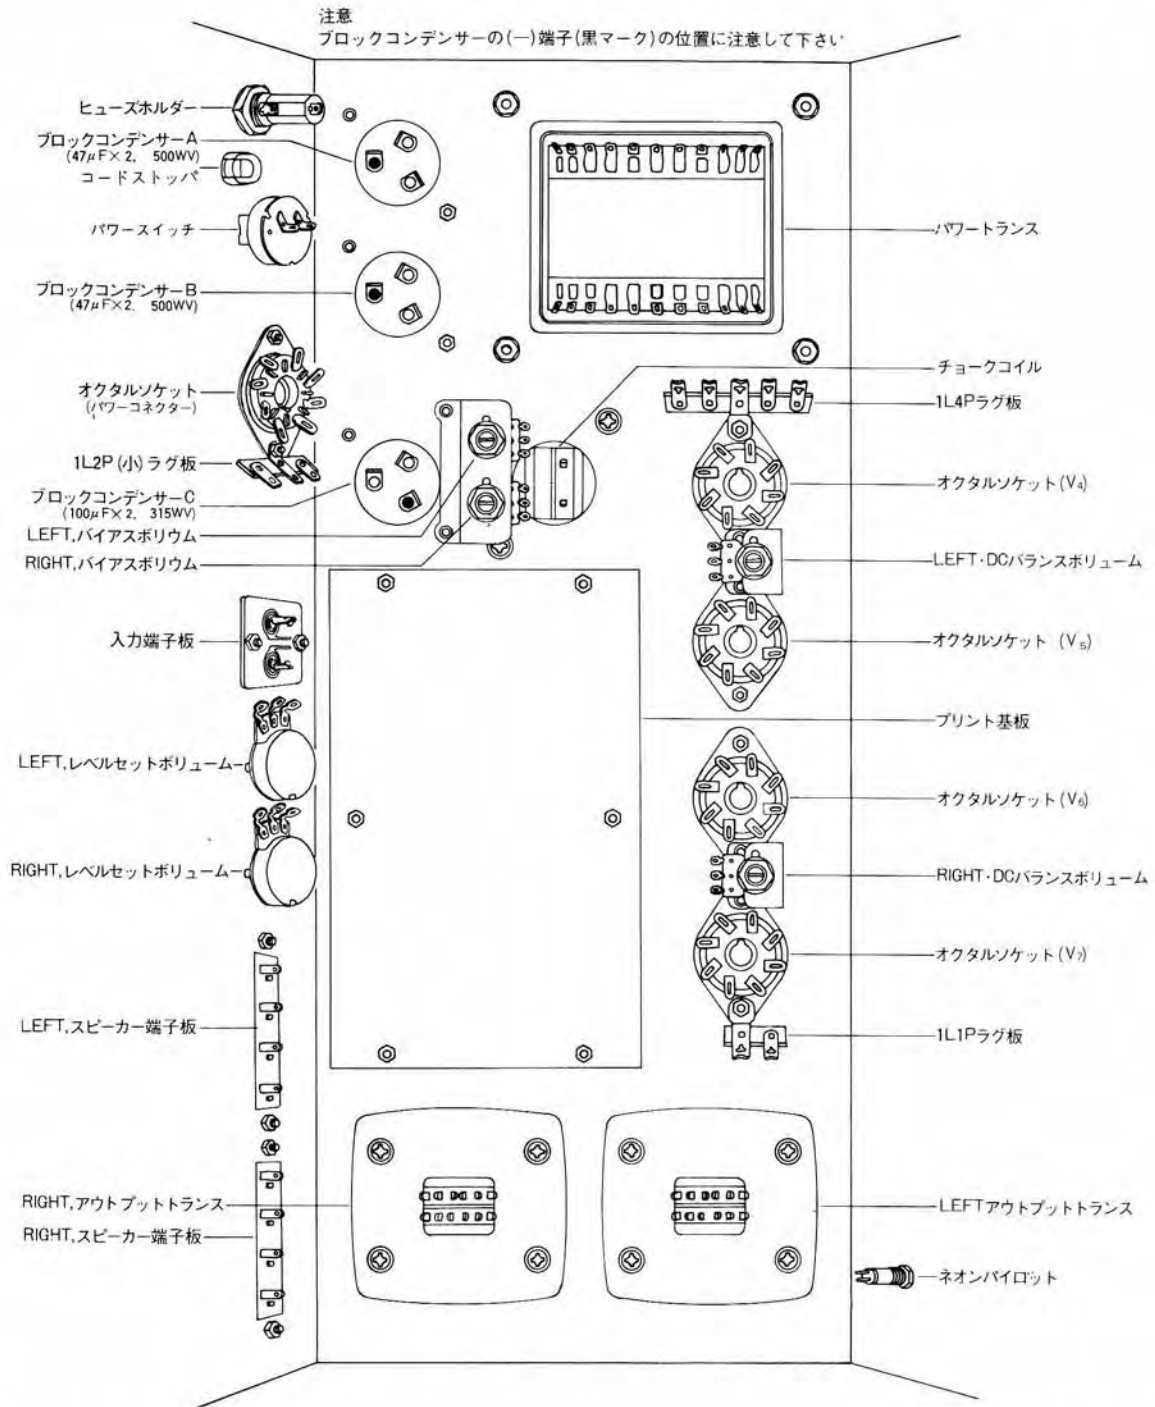 注意
ブロックコンデンサーの(一)端子(黒マーク)の位置に注意して下さい
ヒューズホルダー
ブロックコンデンサーA
(47μF×2, 500WV)
コードストッパ
パワースイッチ
ブロックコンデンサーB
(47μF×2, 500WV)
オクタルソケット
(パワーコネクター)
1L2P(小)ラグ板
ブロックコンデンサーC
(100μF×2, 315WV)
LEFT,バイアスボリウム
RIGHT,バイアスボリウム
入力端子板
LEFT,レベルセットボリューム
RIGHT,レベルセットボリューム
LEFT,スピーカー端子板
RIGHT,アウトプットトランス
RIGHT,スピーカー端子板
パワートランス
チョークコイル
1L4Pラグ板
オクタルソケット(V4)
LEFT・DCバランスボリューム
オクタルソケット (V5)
プリント基板
オクタルソケット(V6)
RIGHT・DCバランスボリューム
オクタルソケット(V7)
1L1Pラグ板
LEFTアウトプットトランス
ネオンパイロット